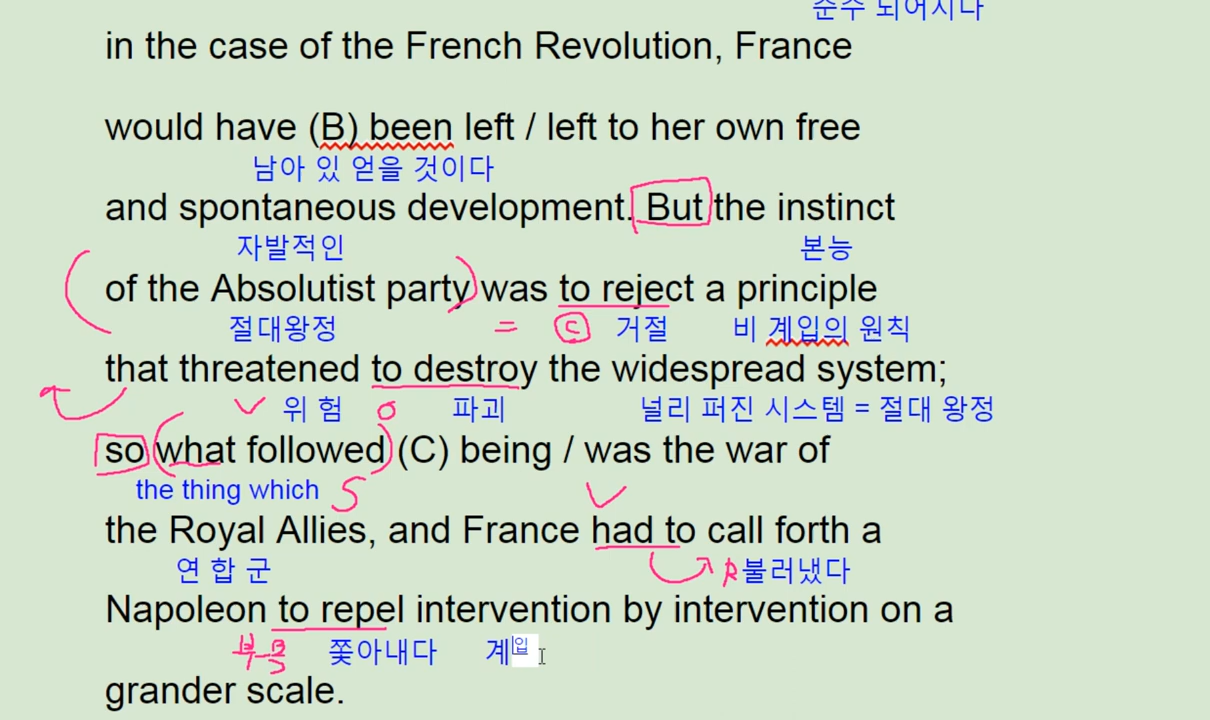 준수 되어지다
in the case of the French Revolution, France
would have (B) been left / left to her own free
남아 있 얻을 것이다
and spontaneous development. But the instinct
자발적인 본능
of the Absolutist party was to reject a principle
절대왕정 = C 거절 비 계입의 원칙
that threatened to destroy the widespread system;
위 험 o 파괴 널리 퍼진 시스템 = 절대 왕정
so (what followed) (C) being / was the war of
the thing which S
the Royal Allies, and France had to call forth a
연 합 군 R 불러냈다
Napoleon to repel intervention by intervention on a
쫓아내다 계입
grander scale.